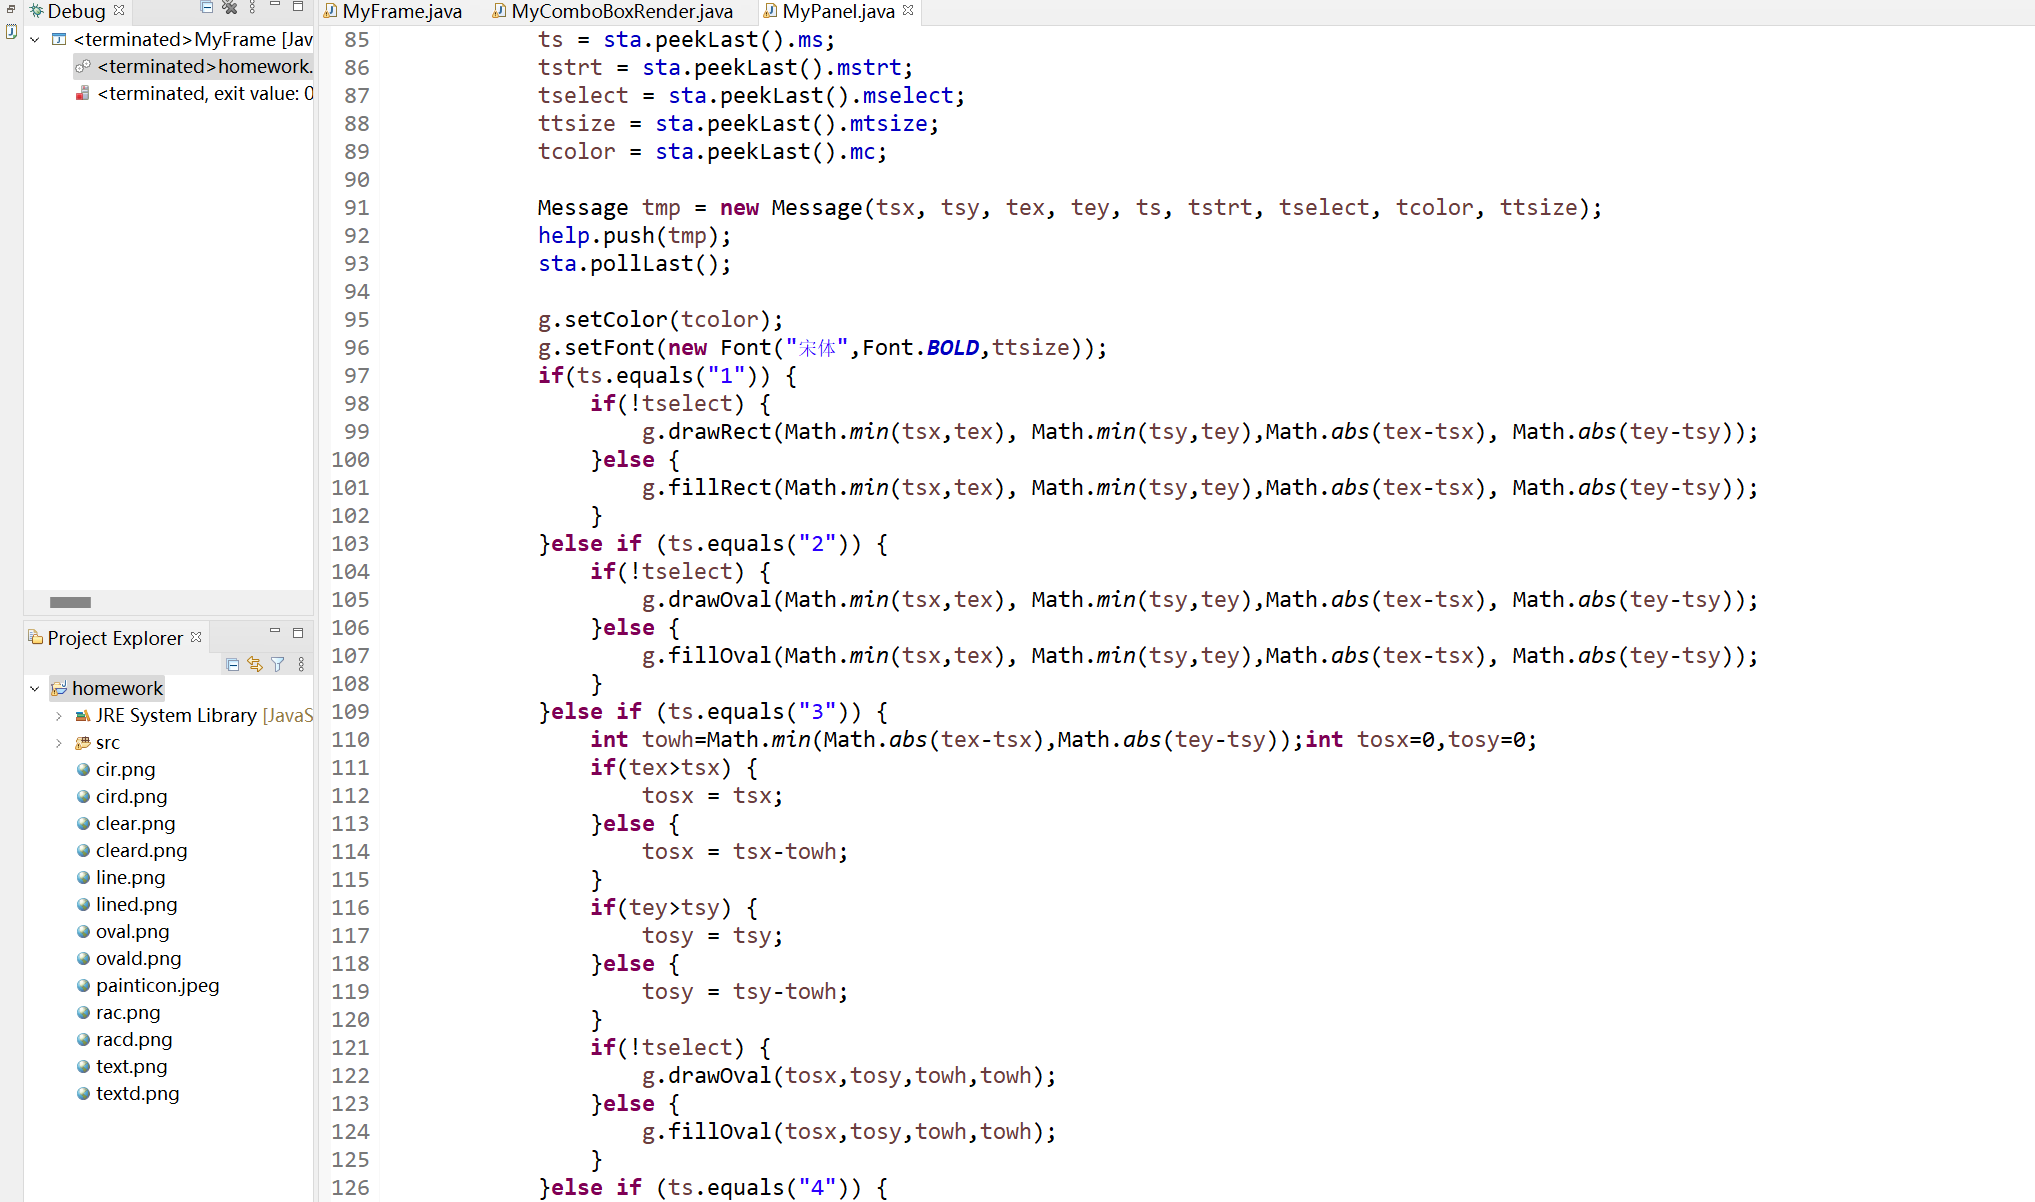 Debug
<terminated>MyFrame [Jav
<terminated>homework.
<terminated, exit value: 0
Project Explorer
homework
JRE System Library [JavaS
src
cir.png
cird.png
clear.png
cleard.png
line.png
lined.png
oval.png
ovald.png
painticon.jpeg
rac.png
racd.png
text.png
textd.png
MyFrame.java MyComboBoxRender.java MyPanel.java
85 ts = sta.peekLast().ms;
86 tstrt = sta.peekLast().mstrt;
87 tselect = sta.peekLast().mselect;
88 ttsize = sta.peekLast().mtsize;
89 tcolor = sta.peekLast().mc;
90
91 Message tmp = new Message(tsx, tsy, tex, tey, ts, tstrt, tselect, tcolor, ttsize);
92 help.push(tmp);
93 sta.pollLast();
94
95 g.setColor(tcolor);
96 g.setFont(new Font("宋体",Font.BOLD,ttsize));
97 if(ts.equals("1")) {
98 if(!tselect) {
99 g.drawRect(Math.min(tsx,tex), Math.min(tsy,tey),Math.abs(tex-tsx), Math.abs(tey-tsy));
100 }else {
101 g.fillRect(Math.min(tsx,tex), Math.min(tsy,tey),Math.abs(tex-tsx), Math.abs(tey-tsy));
102 }
103 }else if (ts.equals("2")) {
104 if(!tselect) {
105 g.drawOval(Math.min(tsx,tex), Math.min(tsy,tey),Math.abs(tex-tsx), Math.abs(tey-tsy));
106 }else {
107 g.fillOval(Math.min(tsx,tex), Math.min(tsy,tey),Math.abs(tex-tsx), Math.abs(tey-tsy));
108 }
109 }else if (ts.equals("3")) {
110 int towh=Math.min(Math.abs(tex-tsx),Math.abs(tey-tsy));int tosx=0,tosy=0;
111 if(tex>tsx) {
112 tosx = tsx;
113 }else {
114 tosx = tsx-towh;
115 }
116 if(tey>tsy) {
117 tosy = tsy;
118 }else {
119 tosy = tsy-towh;
120 }
121 if(!tselect) {
122 g.drawOval(tosx,tosy,towh,towh);
123 }else {
124 g.fillOval(tosx,tosy,towh,towh);
125 }
126 }else if (ts.equals("4")) {